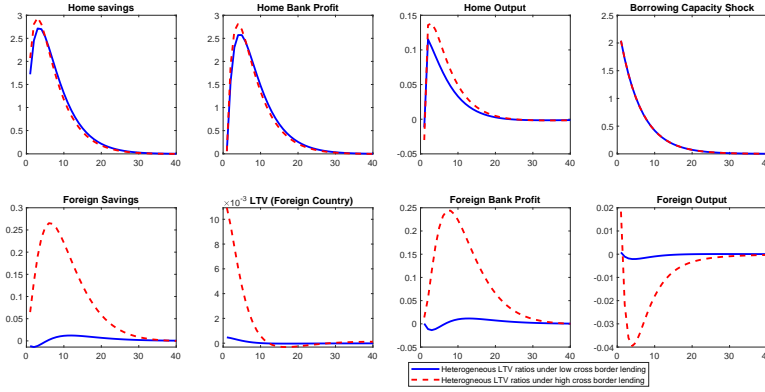 Home savings
Home Bank Profit
Home Output
Borrowing Capacity Shock
3
2.5
2
1.5
1
0.5
0
0 10 20 30 40
3
2.5
2
1.5
1
0.5
0
0 10 20 30 40
0.15
0.1
0.05
0
-0.05
0 10 20 30 40
2.5
2
1.5
1
0.5
0
0 10 20 30 40
Foreign Savings
×10⁻³ LTV (Foreign Country)
Foreign Bank Profit
Foreign Output
0.3
0.25
0.2
0.15
0.1
0.05
0
0 10 20 30 40
10
8
6
4
2
0
0 10 20 30 40
0.25
0.2
0.15
0.1
0.05
0
-0.05
0 10 20 30 40
0.02
0.01
0
-0.01
-0.02
-0.03
-0.04
0 10 20 30 40
Heterogneous LTV ratios under low cross border lending
Heterogneous LTV ratios under high cross border lending